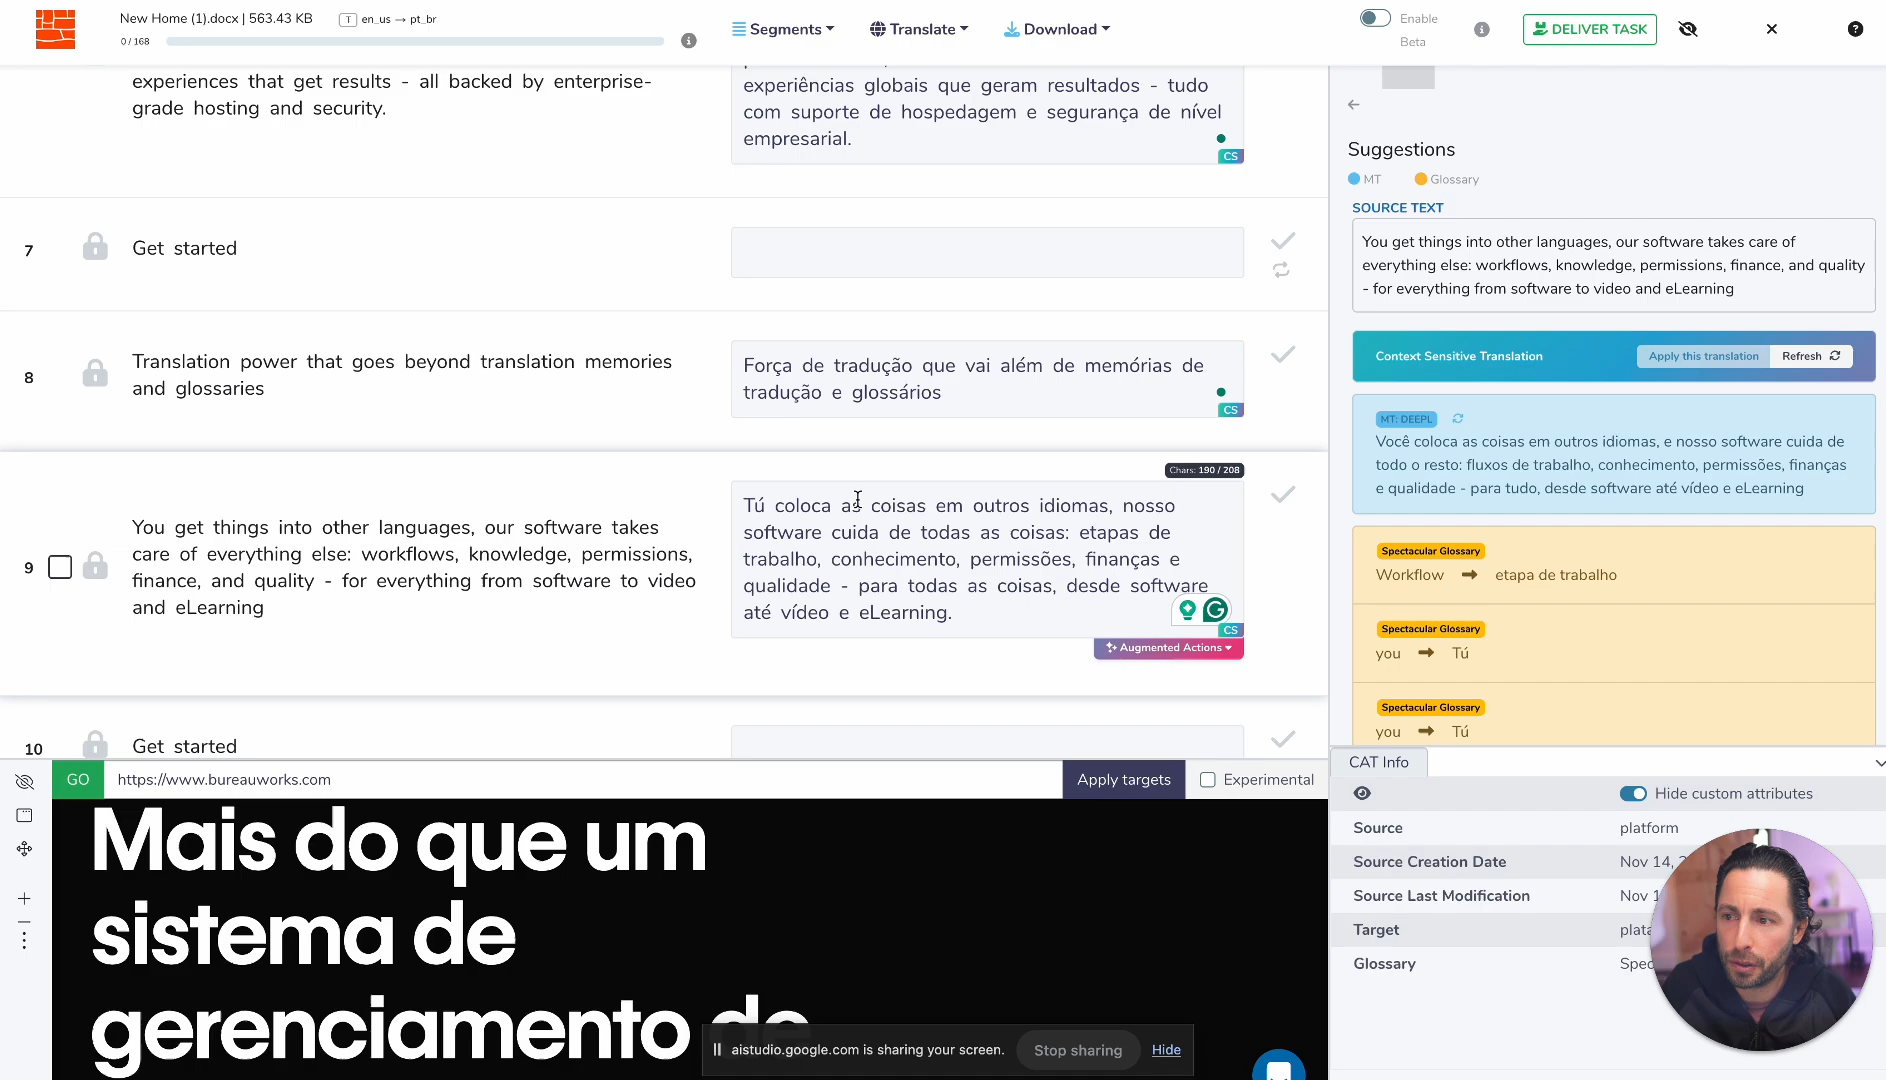 New Home (1).docx | 563.43 KB
T en_us → pt_br
0 / 168
Segments
Translate
Download
Enable Beta
DELIVER TASK
experiences that get results - all backed by enterprise-
grade hosting and security.
experiências globais que geram resultados - tudo
com suporte de hospedagem e segurança de nível
empresarial.
CS
7
Get started
8
Translation power that goes beyond translation memories
and glossaries
Força de tradução que vai além de memórias de
tradução e glossários
CS
Chars: 190 / 208
9
You get things into other languages, our software takes
care of everything else: workflows, knowledge, permissions,
finance, and quality - for everything from software to video
and eLearning
Tú coloca as coisas em outros idiomas, nosso
software cuida de todas as coisas: etapas de
trabalho, conhecimento, permissões, finanças e
qualidade - para todas as coisas, desde software
até vídeo e eLearning.
CS
Augmented Actions
10
Get started
GO
https://www.bureauworks.com
Apply targets
Experimental
Mais do que um
sistema de
gerenciamento de
aistudio.google.com is sharing your screen.
Stop sharing
Hide
Suggestions
MT
Glossary
SOURCE TEXT
You get things into other languages, our software takes care of
everything else: workflows, knowledge, permissions, finance, and quality
- for everything from software to video and eLearning
Context Sensitive Translation
Apply this translation
Refresh
MT: DEEPL
Você coloca as coisas em outros idiomas, e nosso software cuida de
todo o resto: fluxos de trabalho, conhecimento, permissões, finanças
e qualidade - para tudo, desde software até vídeo e eLearning
Spectacular Glossary
Workflow → etapa de trabalho
Spectacular Glossary
you → Tú
Spectacular Glossary
you → Tú
CAT Info
Hide custom attributes
Source
platform
Source Creation Date
Nov 14,
Source Last Modification
Nov
Target
Glossary